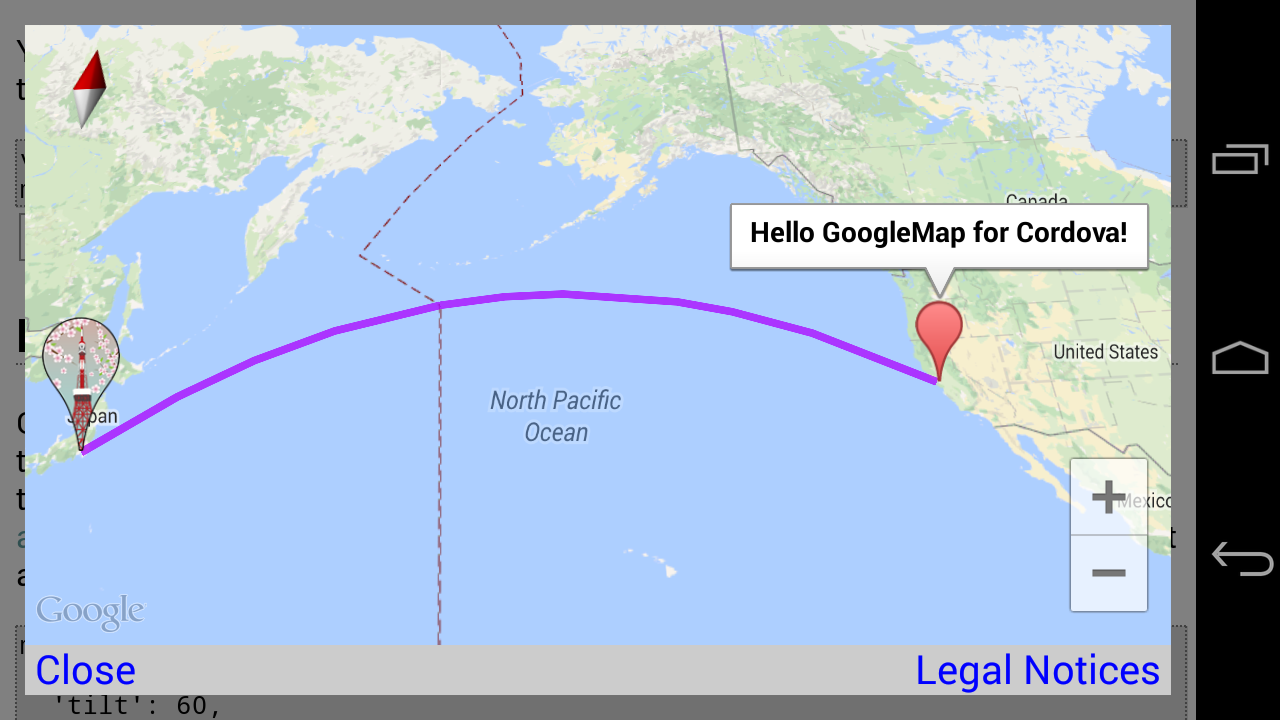 Canada
Hello GoogleMap for Cordova!
United States
North Pacific
Ocean
Japan
Mexico
Google
Close
Legal Notices
'tilt': 60,